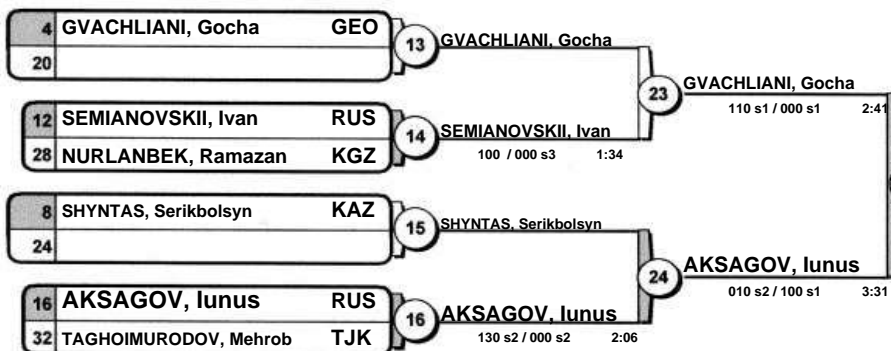 4 GVACHLIANI, Gocha GEO
20
13
GVACHLIANI, Gocha
12 SEMIANOVSKII, Ivan RUS
28 NURLANBEK, Ramazan KGZ
14
SEMIANOVSKII, Ivan
100 / 000 s3 1:34
23
GVACHLIANI, Gocha
110 s1 / 000 s1 2:41
8 SHYNTAS, Serikbolsyn KAZ
24
15
SHYNTAS, Serikbolsyn
16 AKSAGOV, Iunus RUS
32 TAGHOIMURODOV, Mehrob TJK
16
AKSAGOV, Iunus
130 s2 / 000 s2 2:06
24
AKSAGOV, Iunus
010 s2 / 100 s1 3:31